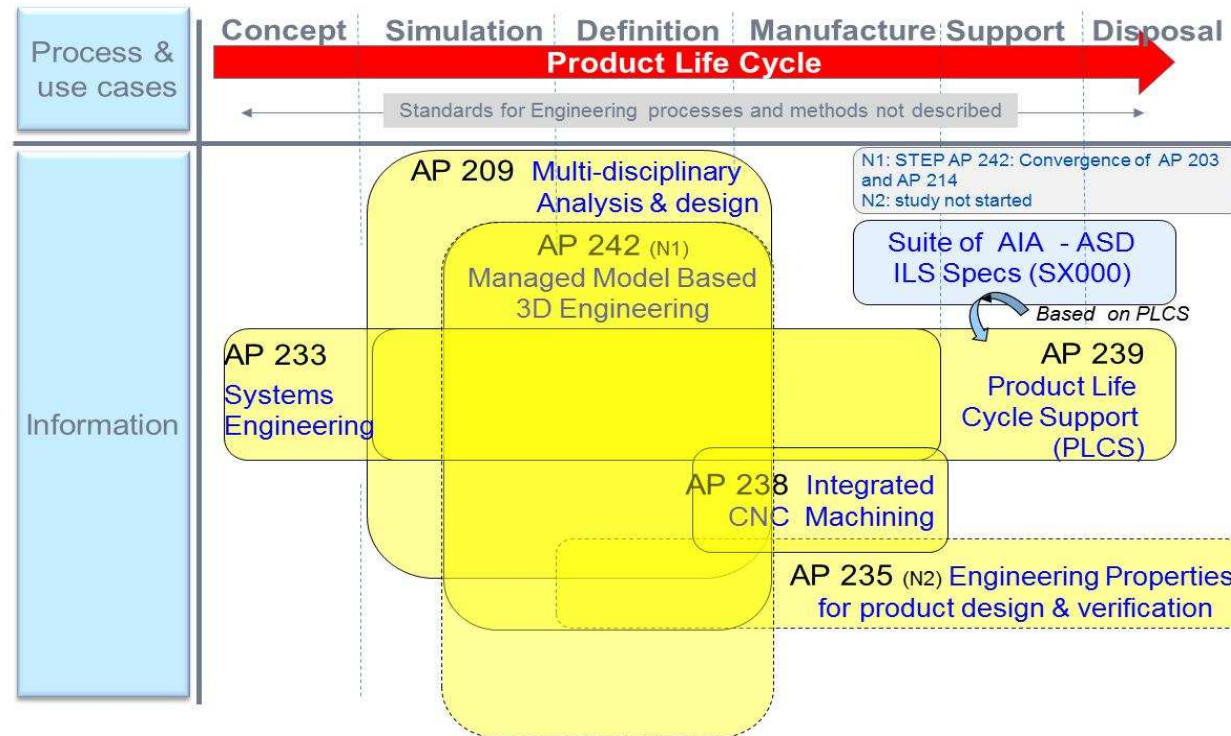 Process &
use cases
Concept Simulation Definition Manufacture Support Disposal
Product Life Cycle
Standards for Engineering processes and methods not described
Information
AP 209 Multi-disciplinary
Analysis & design
N1: STEP AP 242: Convergence of AP 203
and AP 214
N2: study not started
AP 242 (N1)
Managed Model Based
3D Engineering
Suite of AIA - ASD
ILS Specs (SX000)
Based on PLCS
AP 233
Systems
Engineering
AP 239
Product Life
Cycle Support
(PLCS)
AP 238 Integrated
CNC Machining
AP 235 (N2) Engineering Properties
for product design & verification